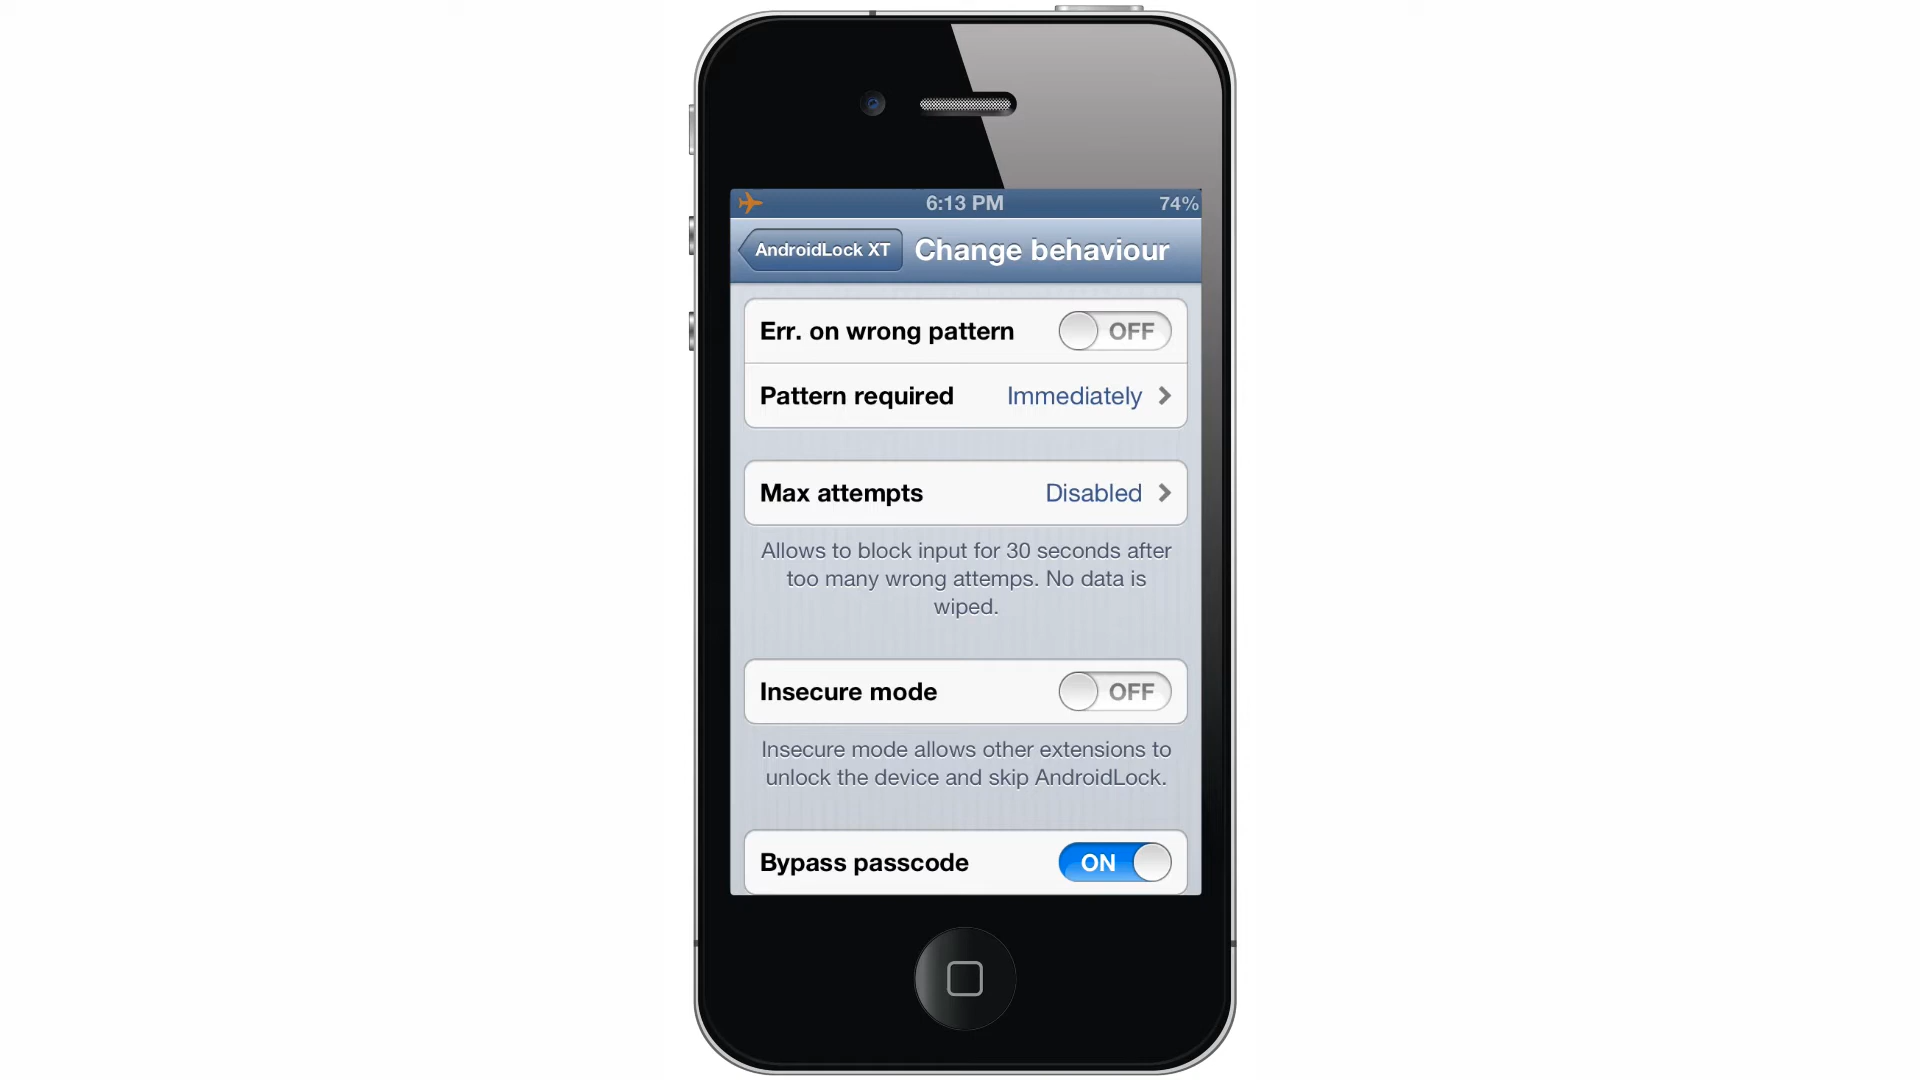 6:13 PM
74%
AndroidLock XT
Change behaviour
Err. on wrong pattern
OFF
Pattern required
Immediately
Max attempts
Disabled
Allows to block input for 30 seconds after
too many wrong attemps. No data is
wiped.
Insecure mode
OFF
Insecure mode allows other extensions to
unlock the device and skip AndroidLock.
Bypass passcode
ON